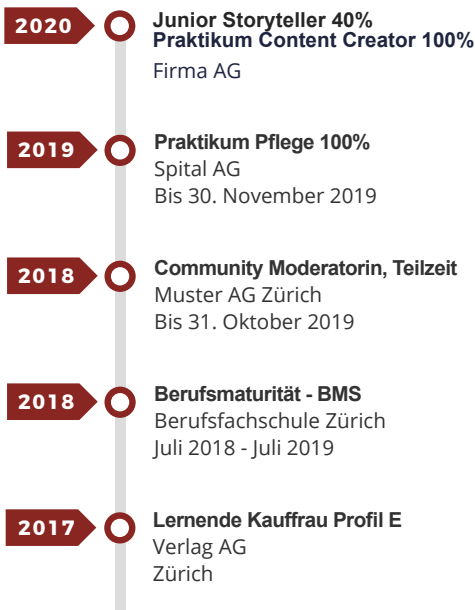 2020
Junior Storyteller 40%
Praktikum Content Creator 100%
Firma AG
2019
Praktikum Pflege 100%
Spital AG
Bis 30. November 2019
2018
Community Moderatorin, Teilzeit
Muster AG Zürich
Bis 31. Oktober 2019
2018
Berufsmaturität - BMS
Berufsfachschule Zürich
Juli 2018 - Juli 2019
2017
Lernende Kauffrau Profil E
Verlag AG
Zürich